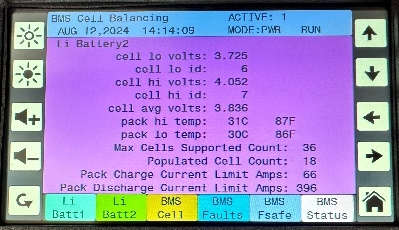 BMS Cell Balancing ACTIVE: 1
AUG 12,2024 14:14:09 MODE:PWR RUN
Li Battery2
cell lo volts: 3.725
cell lo id: 6
cell hi volts: 4.052
cell hi id: 7
cell avg volts: 3.836
pack hi temp: 31C 87F
pack lo temp: 30C 86F
Max Cells Supported Count: 36
Populated Cell Count: 18
Pack Charge Current Limit Amps: 66
Pack Discharge Current Limit Amps: 396
Li Batt1
Li Batt2
BMS Cell
BMS Faults
BMS Fsafe
BMS Status